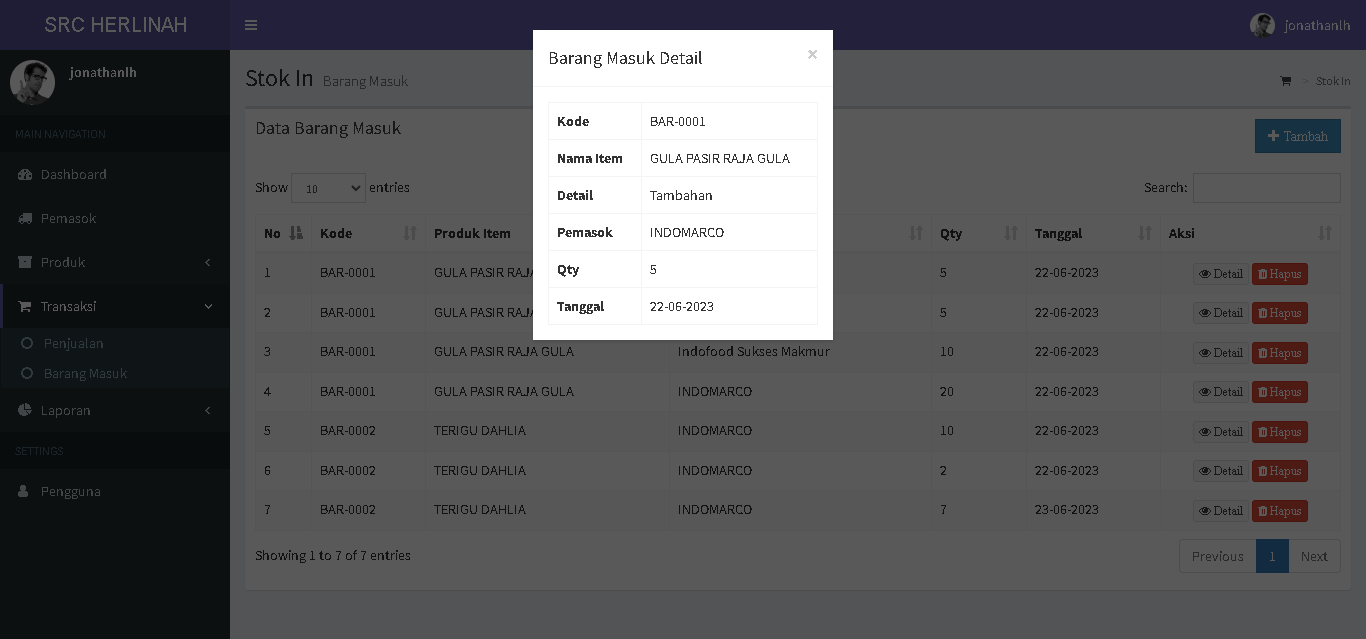 SRC HERLINAH
jonathanlh
jonathanlh
MAIN NAVIGATION
Dashboard
Pemasok
Produk
Transaksi
Penjualan
Barang Masuk
Laporan
SETTINGS
Pengguna
Stok In Barang Masuk
> Stok In
Data Barang Masuk
Tambah
Show 10 entries
Search:
No Kode Produk Item Qty Tanggal Aksi
1 BAR-0001 GULA PASIR 5 22-06-2023 Detail Hapus
2 BAR-0001 GULA PASIR 5 22-06-2023 Detail Hapus
3 BAR-0001 GULA PASIR RAJA GULA Indofood Sukses Makmur 10 22-06-2023 Detail Hapus
4 BAR-0001 GULA PASIR RAJA GULA INDOMARCO 20 22-06-2023 Detail Hapus
5 BAR-0002 TERIGU DAHLIA INDOMARCO 10 22-06-2023 Detail Hapus
6 BAR-0002 TERIGU DAHLIA INDOMARCO 2 22-06-2023 Detail Hapus
7 BAR-0002 TERIGU DAHLIA INDOMARCO 7 23-06-2023 Detail Hapus
Showing 1 to 7 of 7 entries
Previous 1 Next
Barang Masuk Detail ×
Kode BAR-0001
Nama Item GULA PASIR RAJA GULA
Detail Tambahan
Pemasok INDOMARCO
Qty 5
Tanggal 22-06-2023